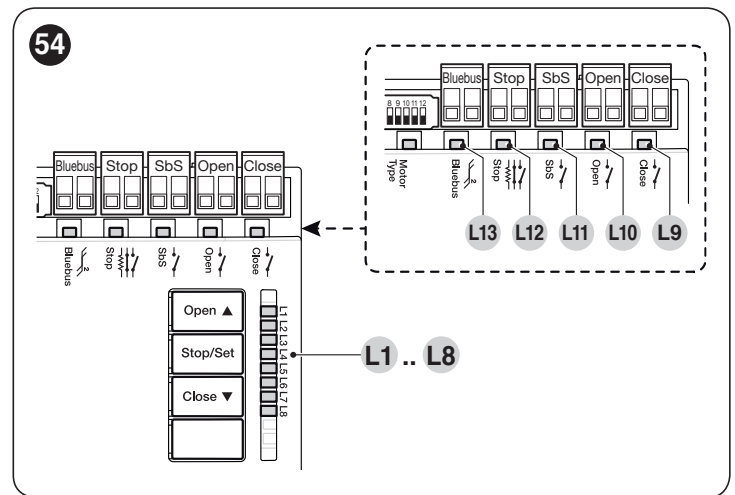 54
Bluebus Stop SbS Open Close
8 9 10 11 12
Motor Type
Bluebus
2
Stop
SbS
Open
Close
L13 L12 L11 L10 L9
Bluebus Stop SbS Open Close
Bluebus
2
Stop
SbS
Open
Close
Open ▲
Stop/Set
Close ▼
L1
L2
L3
L4
L5
L6
L7
L8
L1 .. L8